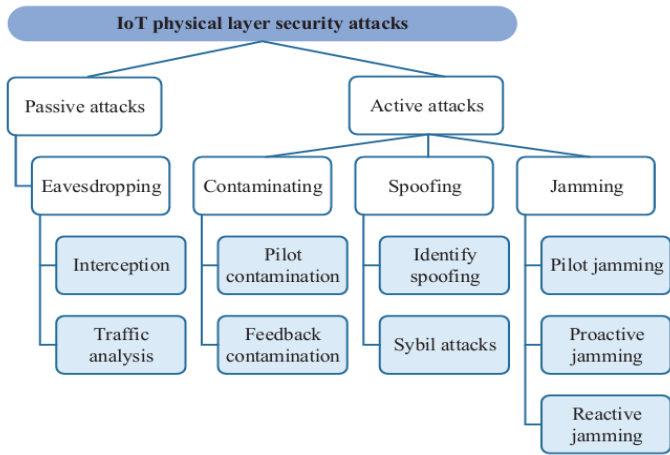 IoT physical layer security attacks
Passive attacks
Active attacks
Eavesdropping
Contaminating
Spoofing
Jamming
Interception
Pilot
contamination
Identify
spoofing
Pilot jamming
Traffic
analysis
Feedback
contamination
Sybil attacks
Proactive
jamming
Reactive
jamming